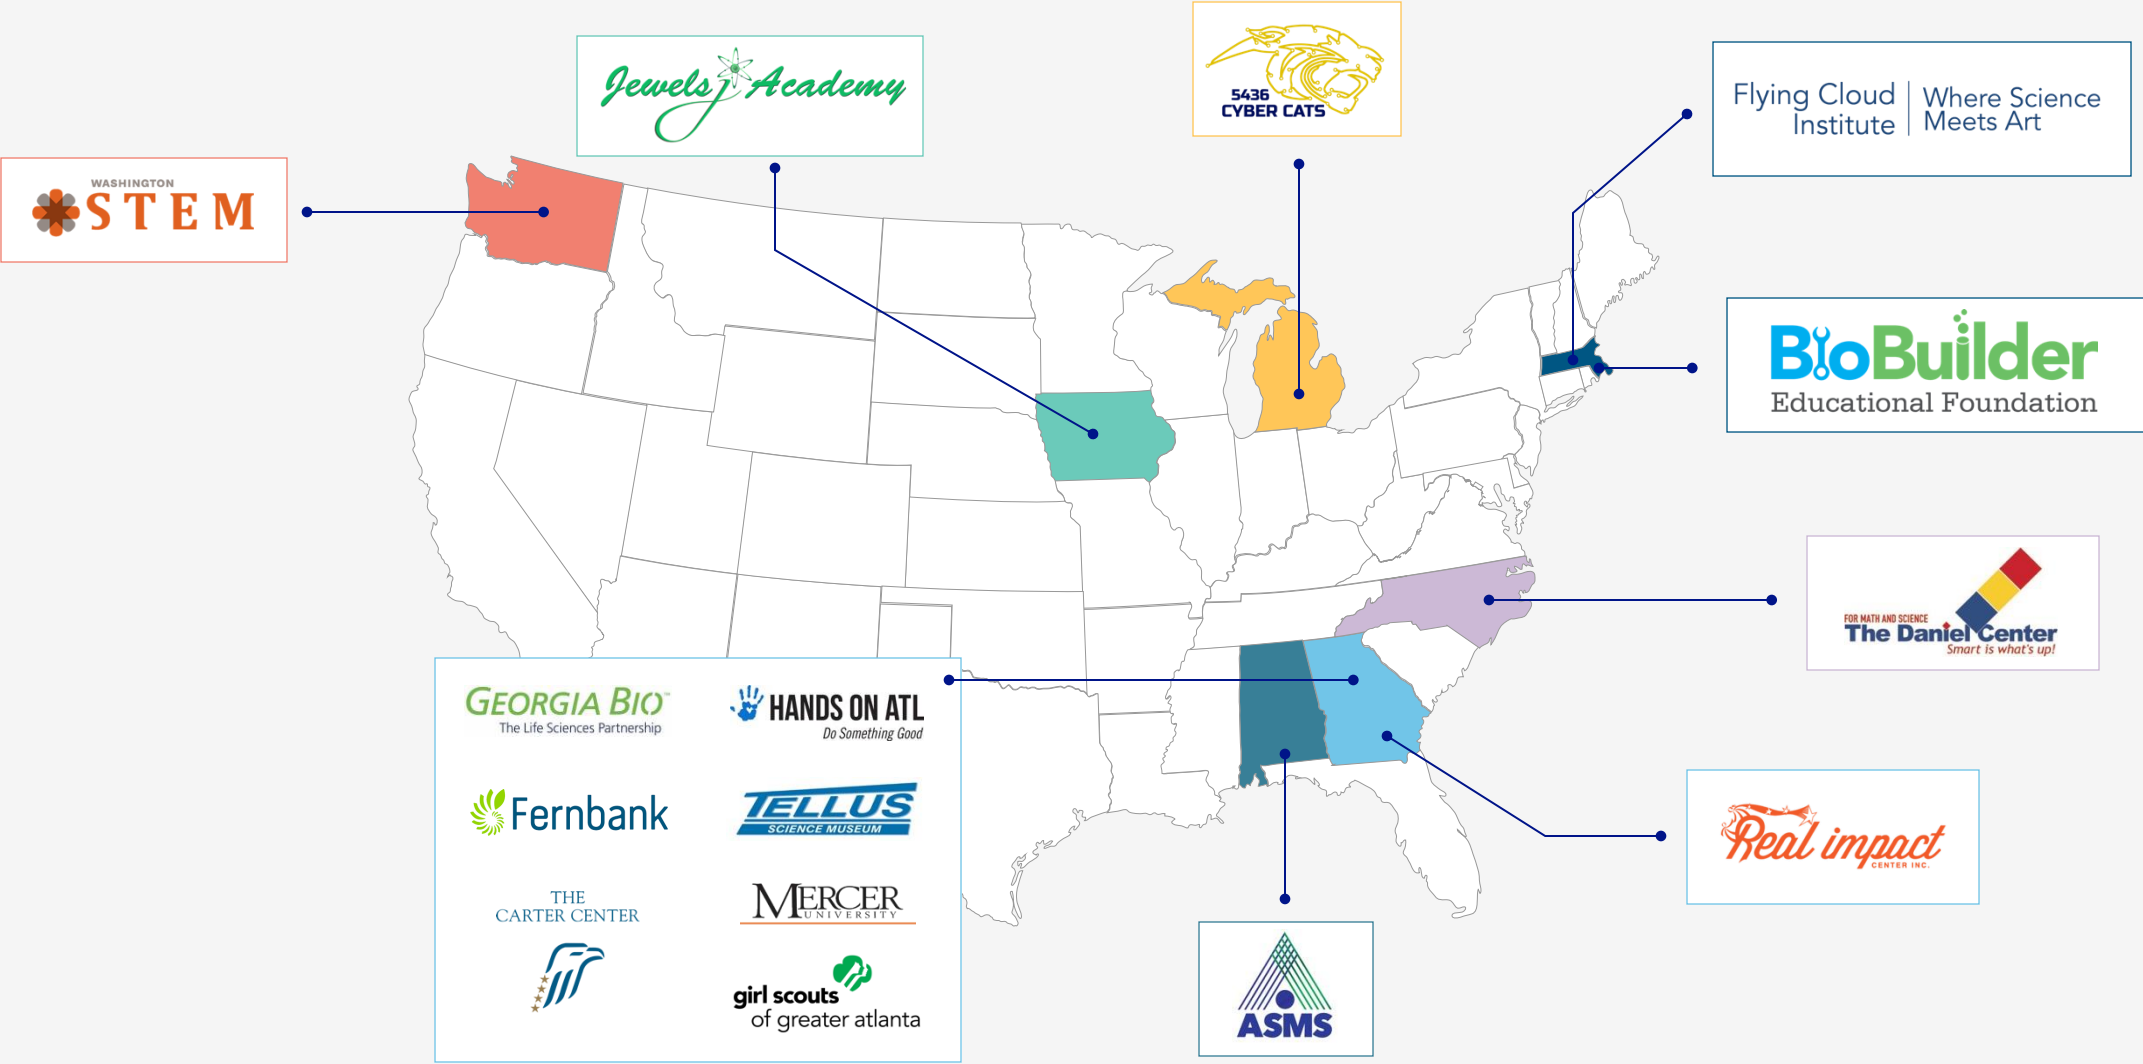 Jewels Academy
5436
CYBER CATS
Flying Cloud
Institute
Where Science
Meets Art
WASHINGTON
STEM
BioBuilder
Educational Foundation
FOR MATH AND SCIENCE
The Daniel Center
Smart is what's up!
GEORGIA BIO™
The Life Sciences Partnership
HANDS ON ATL
Do Something Good
Fernbank
TELLUS
SCIENCE MUSEUM
THE
CARTER CENTER
MERCER
UNIVERSITY
girl scouts
of greater atlanta
Real impact
CENTER INC.
ASMS